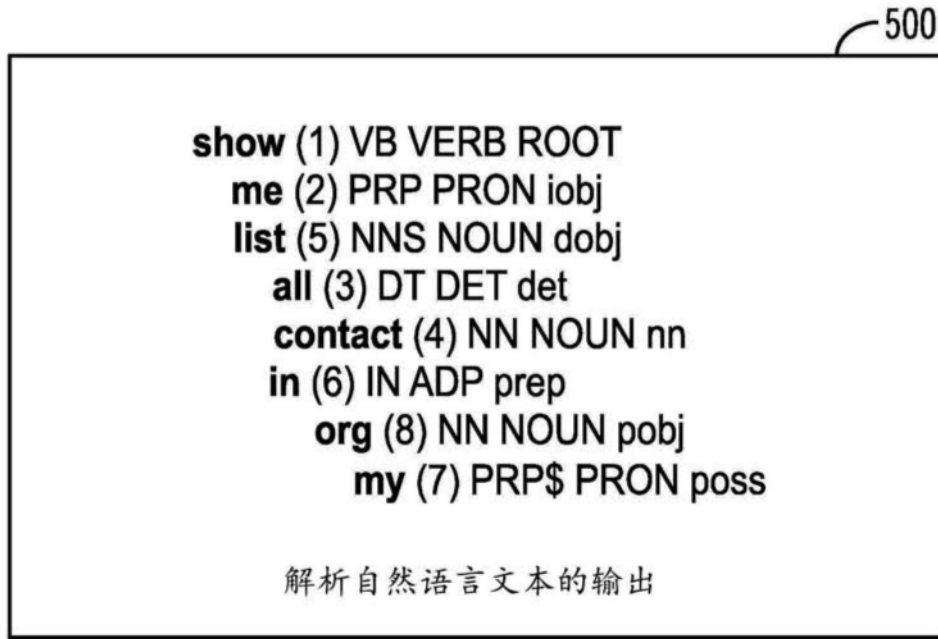 500
show (1) VB VERB ROOT
me (2) PRP PRON iobj
list (5) NNS NOUN dobj
all (3) DT DET det
contact (4) NN NOUN nn
in (6) IN ADP prep
org (8) NN NOUN pobj
my (7) PRP$ PRON poss
解析自然语言文本的输出